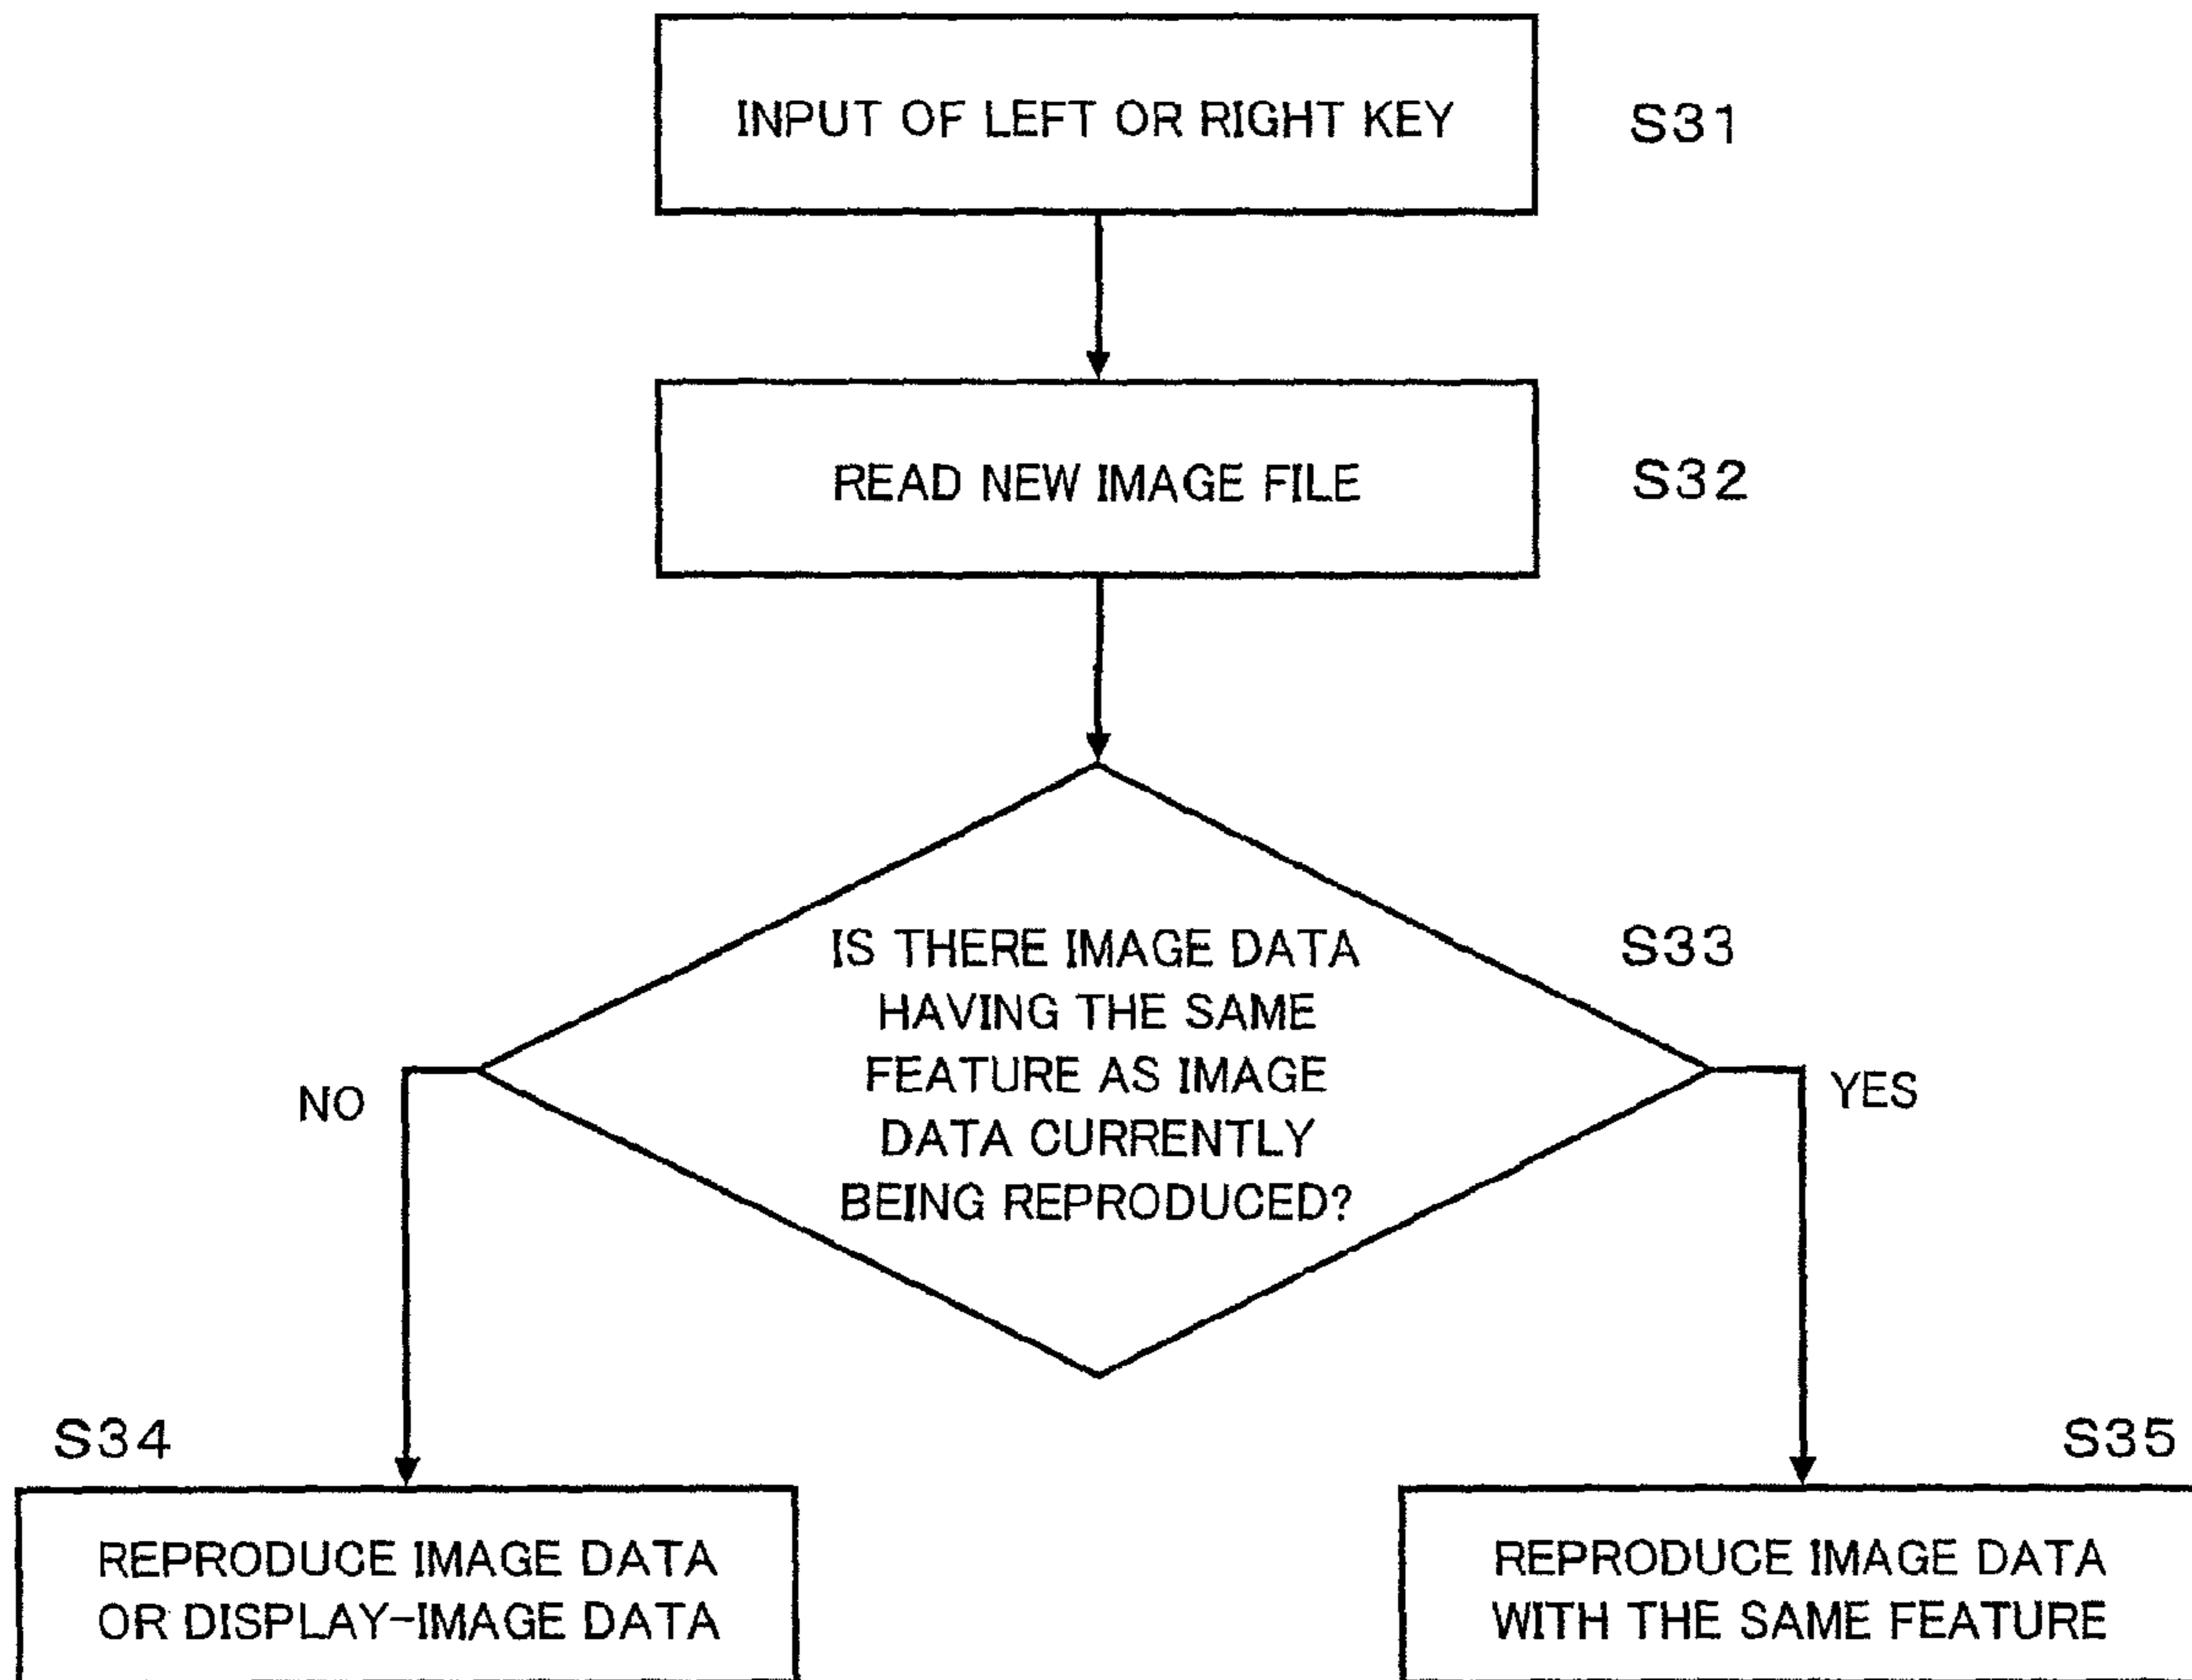 INPUT OF LEFT OR RIGHT KEY
S31
READ NEW IMAGE FILE
S32
IS THERE IMAGE DATA
HAVING THE SAME
FEATURE AS IMAGE
DATA CURRENTLY
BEING REPRODUCED?
S33
NO
YES
S34
REPRODUCE IMAGE DATA
OR DISPLAY-IMAGE DATA
S35
REPRODUCE IMAGE DATA
WITH THE SAME FEATURE